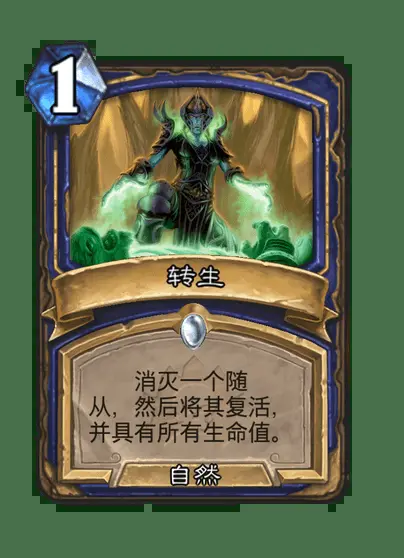 1
转生
消灭一个随
从，然后将其复活，
并具有所有生命值。
自然